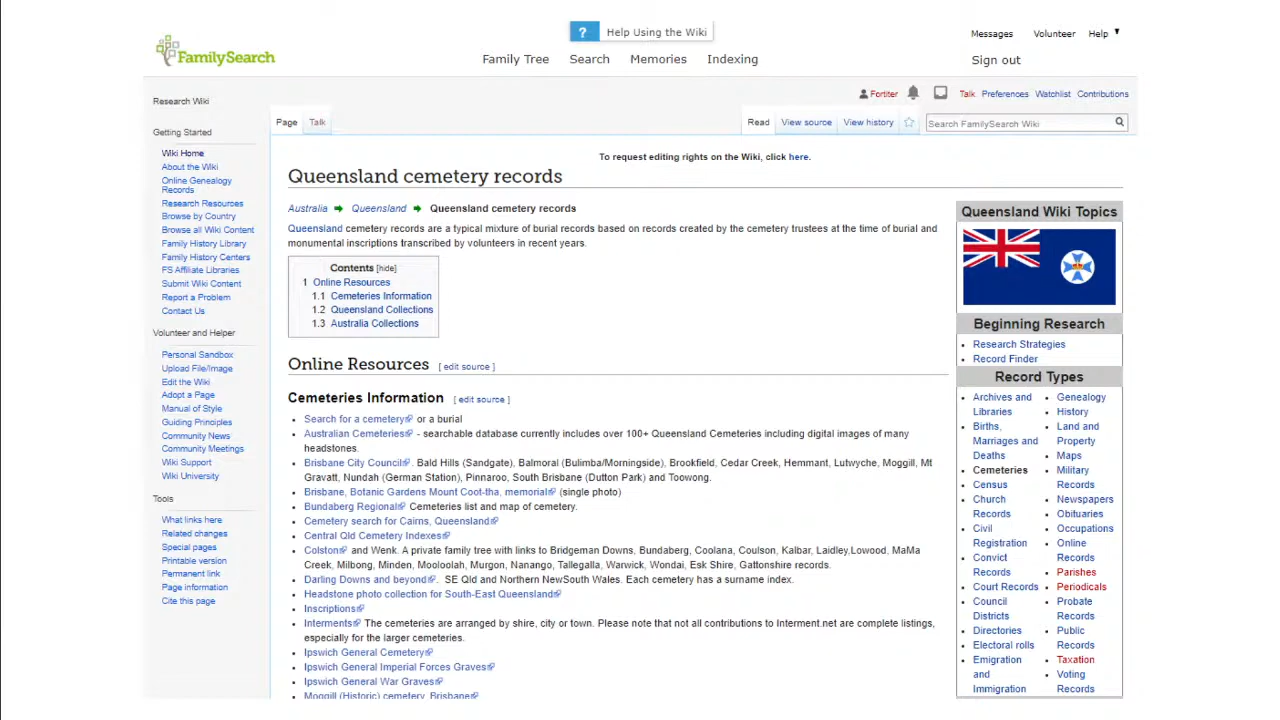 ? Help Using the Wiki
Messages Volunteer Help
FamilySearch
Family Tree Search Memories Indexing
Sign out
Fortiter Talk Preferences Watchlist Contributions
Research Wiki
Page Talk Read View source View history Search FamilySearch Wiki
Getting Started
Wiki Home
About the Wiki
Online Genealogy
Records
Research Resources
Browse by Country
Browse all Wiki Content
Family History Library
Family History Centers
FS Affiliate Libraries
Submit Wiki Content
Report a Problem
Contact Us
Volunteer and Helper
Personal Sandbox
Upload File/Image
Edit the Wiki
Adopt a Page
Manual of Style
Guiding Principles
Community News
Community Meetings
Wiki Support
Wiki University
Tools
What links here
Related changes
Special pages
Printable version
Permanent link
Page information
Cite this page
To request editing rights on the Wiki, click here.
Queensland cemetery records
Australia Queensland Queensland cemetery records
Queensland cemetery records are a typical mixture of burial records based on records created by the cemetery trustees at the time of burial and
monumental inscriptions transcribed by volunteers in recent years.
Contents [hide]
1 Online Resources
1.1 Cemeteries Information
1.2 Queensland Collections
1.3 Australia Collections
Online Resources [ edit source ]
Cemeteries Information [ edit source ]
• Search for a cemetery or a burial
• Australian Cemeteries - searchable database currently includes over 100+ Queensland Cemeteries including digital images of many
headstones.
• Brisbane City Council. Bald Hills (Sandgate), Balmoral (Bulimba/Morningside), Brookfield, Cedar Creek, Hemmant, Lutwyche, Moggill, Mt
Gravatt, Nundah (German Station), Pinnaroo, South Brisbane (Dutton Park) and Toowong.
• Brisbane, Botanic Gardens Mount Coot-tha, memorial (single photo)
• Bundaberg Regional Cemeteries list and map of cemetery.
• Cemetery search for Cairns, Queensland
• Central Qld Cemetery Indexes
• Colston and Wenk. A private family tree with links to Bridgeman Downs, Bundaberg, Coolana, Coulson, Kalbar, Laidley,Lowood, MaMa
Creek, Milbong, Minden, Mooloolah, Murgon, Nanango, Tallegalla, Warwick, Wondai, Esk Shire, Gattonshire records.
• Darling Downs and beyond. SE Qld and Northern NewSouth Wales. Each cemetery has a surname index.
• Headstone photo collection for South-East Queensland
• Inscriptions
• Interments The cemeteries are arranged by shire, city or town. Please note that not all contributions to Interment.net are complete listings,
especially for the larger cemeteries.
• Ipswich General Cemetery
• Ipswich General Imperial Forces Graves
• Ipswich General War Graves
• Moggill (Historic) cemetery, Brisbane
Queensland Wiki Topics
Beginning Research
• Research Strategies
• Record Finder
Record Types
• Archives and
Libraries
• Births,
Marriages and
Deaths
• Cemeteries
• Census
• Church
Records
• Civil
Registration
• Convict
Records
• Court Records
• Council
Districts
• Directories
• Electoral rolls
• Emigration
and
Immigration
• Genealogy
• History
• Land and
Property
• Maps
• Military
Records
• Newspapers
• Obituaries
• Occupations
• Online
Records
• Parishes
• Periodicals
• Probate
Records
• Public
Records
• Taxation
• Voting
Records